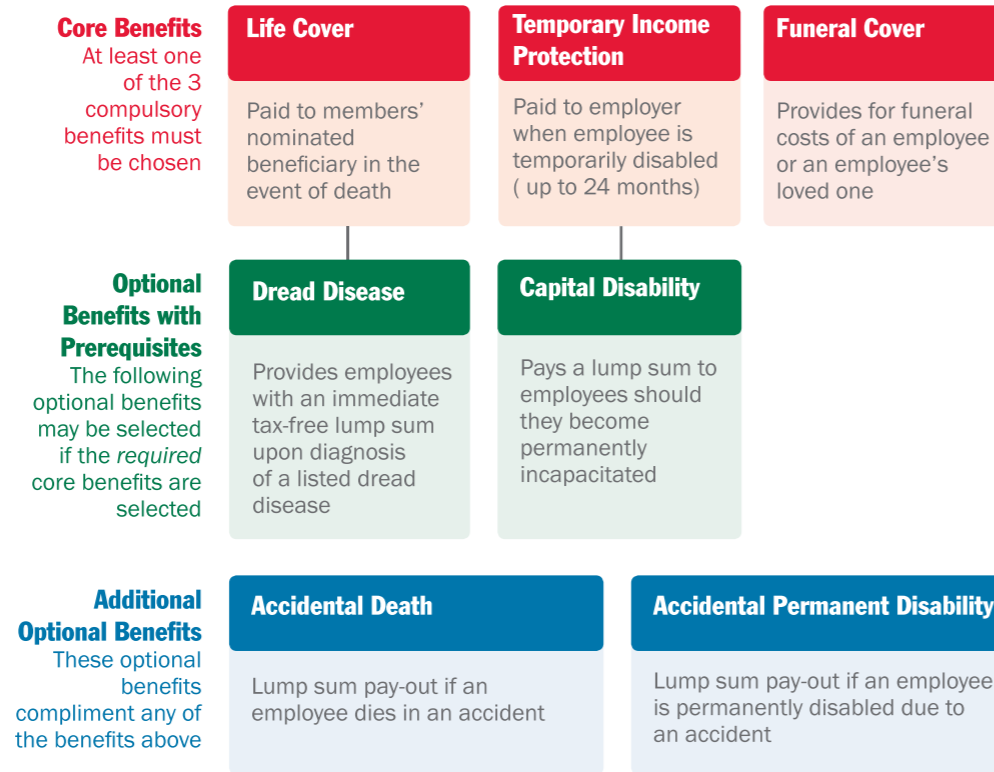 Core Benefits
At least one
of the 3
compulsory
benefits must
be chosen
Life Cover
Paid to members’
nominated
beneficiary in the
event of death
Temporary Income
Protection
Paid to employer
when employee is
temporarily disabled
( up to 24 months)
Funeral Cover
Provides for funeral
costs of an employee
or an employee’s
loved one
Optional
Benefits with
Prerequisites
The following
optional benefits
may be selected
if the required
core benefits are
selected
Dread Disease
Provides employees
with an immediate
tax-free lump sum
upon diagnosis
of a listed dread
disease
Capital Disability
Pays a lump sum to
employees should
they become
permanently
incapacitated
Additional
Optional Benefits
These optional
benefits
compliment any of
the benefits above
Accidental Death
Lump sum pay-out if an
employee dies in an accident
Accidental Permanent Disability
Lump sum pay-out if an employee
is permanently disabled due to
an accident